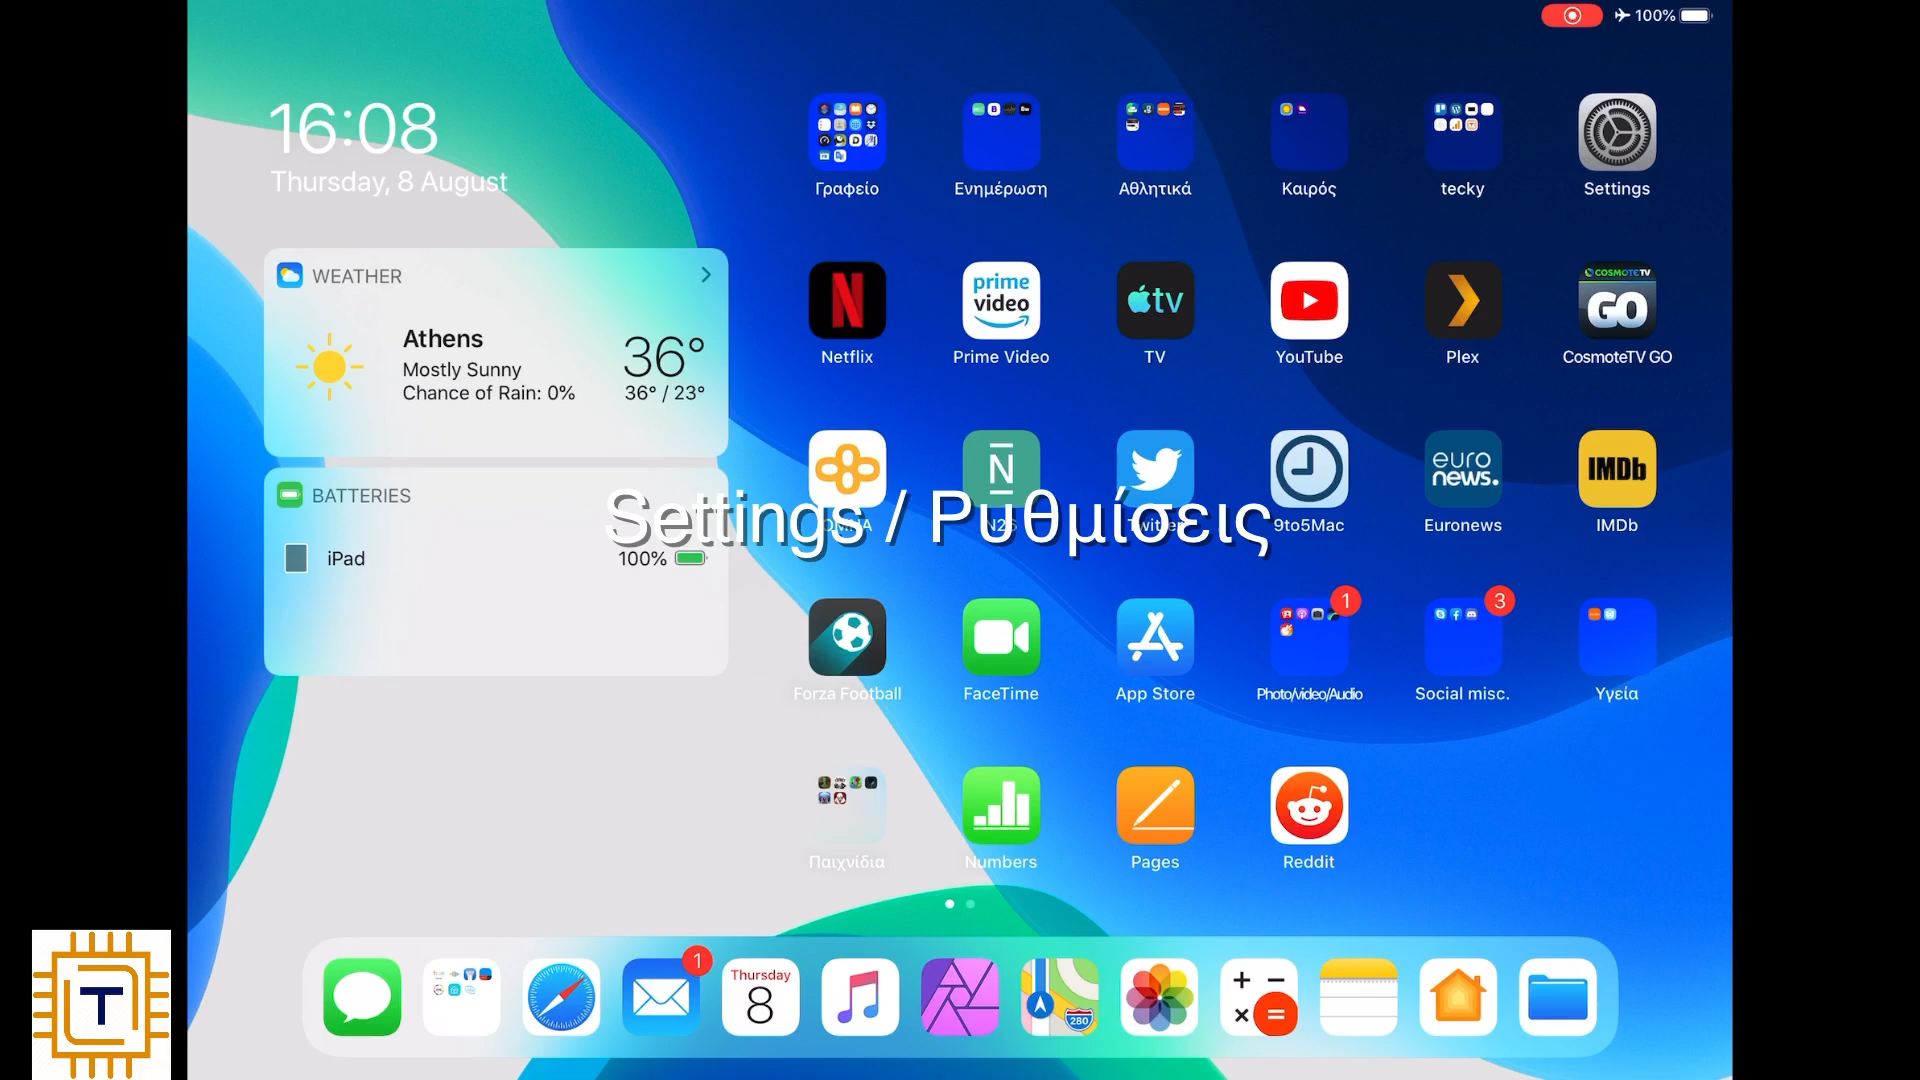 100%
16:08
Thursday, 8 August
WEATHER
Athens
Mostly Sunny
Chance of Rain: 0%
36°
36° / 23°
BATTERIES
iPad
100%
Γραφείο
Ενημέρωση
Αθλητικά
Καιρός
tecky
Settings
prime
video
tv
COSMOTE TV
GO
Netflix
Prime Video
TV
YouTube
Plex
CosmoteTV GO
N
euro
news.
IMDb
Settings / Ρυθμίσεις
N26
Twitter
9to5Mac
Euronews
IMDb
1
3
Forza Football
FaceTime
App Store
Photo/video/Audio
Social misc.
Υγεία
Παιχνίδια
Numbers
Pages
Reddit
1
Thursday
8
280
T